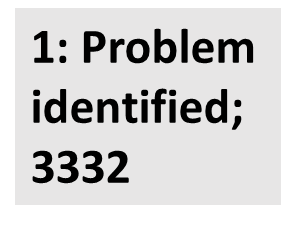 1: Problem
identified;
3332